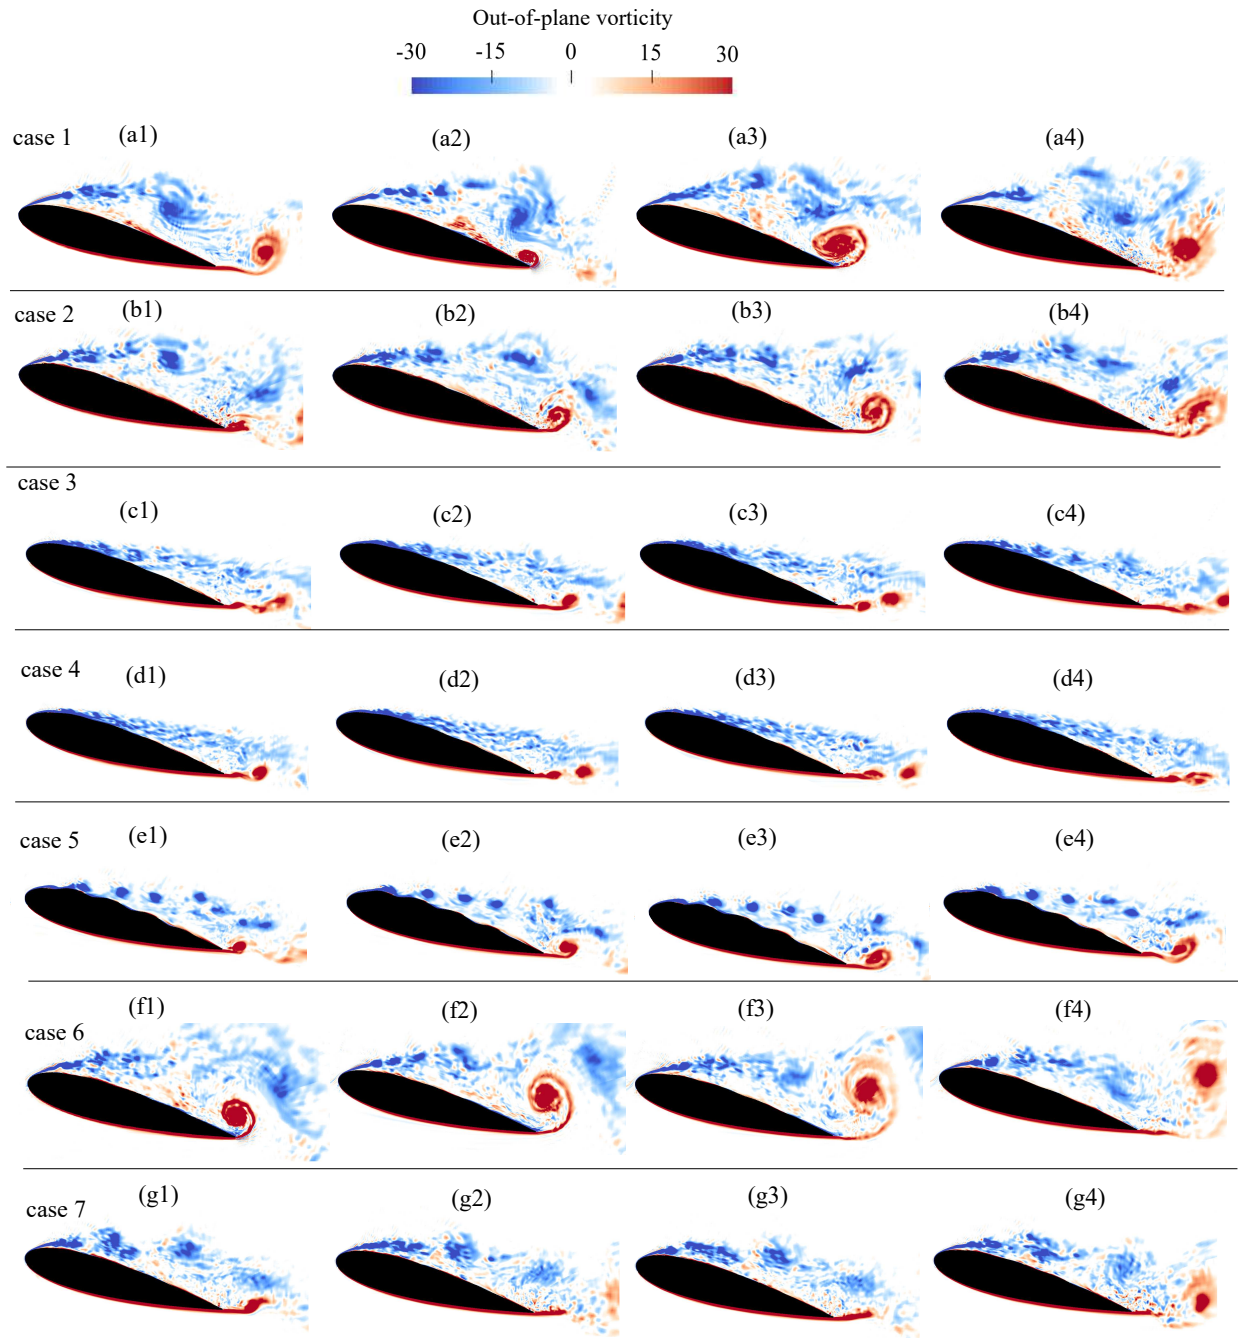 Out-of-plane vorticity
-30 -15 0 15 30
case 1 (a1) (a2) (a3) (a4)
case 2 (b1) (b2) (b3) (b4)
case 3
(c1) (c2) (c3) (c4)
case 4 (d1) (d2) (d3) (d4)
case 5 (e1) (e2) (e3) (e4)
(f1) (f2) (f3) (f4)
case 6
(g1) (g2) (g3) (g4)
case 7